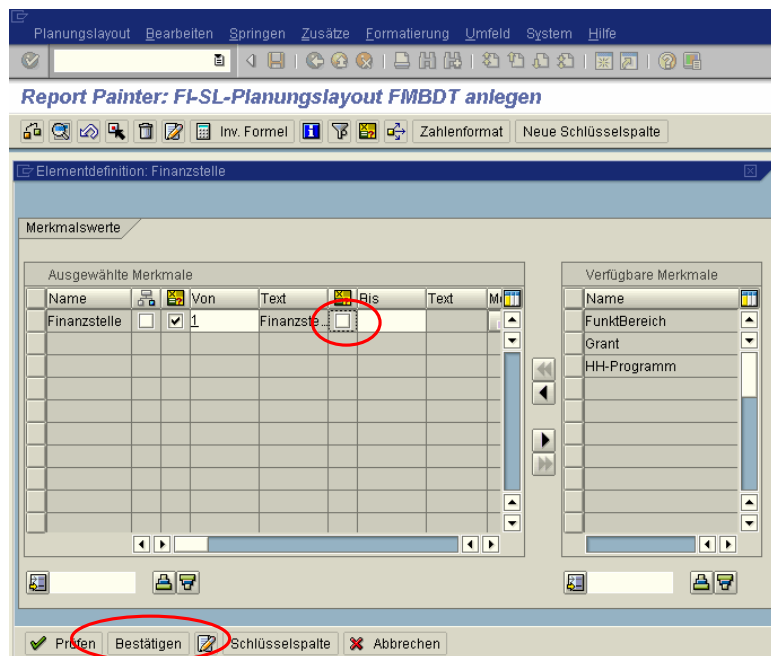 Planungslayout Bearbeiten Springen Zusätze Formatierung Umfeld System Hilfe
Report Painter: FI-SL-Planungslayout FMBDT anlegen
Inv. Formel Zahlenformat Neue Schlüsselspalte
Elementdefinition: Finanzstelle
Merkmalswerte
Ausgewählte Merkmale Verfügbare Merkmale
Name Von Text Bis Text M Name
Finanzstelle 1 Finanzste... FunktBereich
Grant
HH-Programm
Prüfen Bestätigen Schlüsselspalte Abbrechen